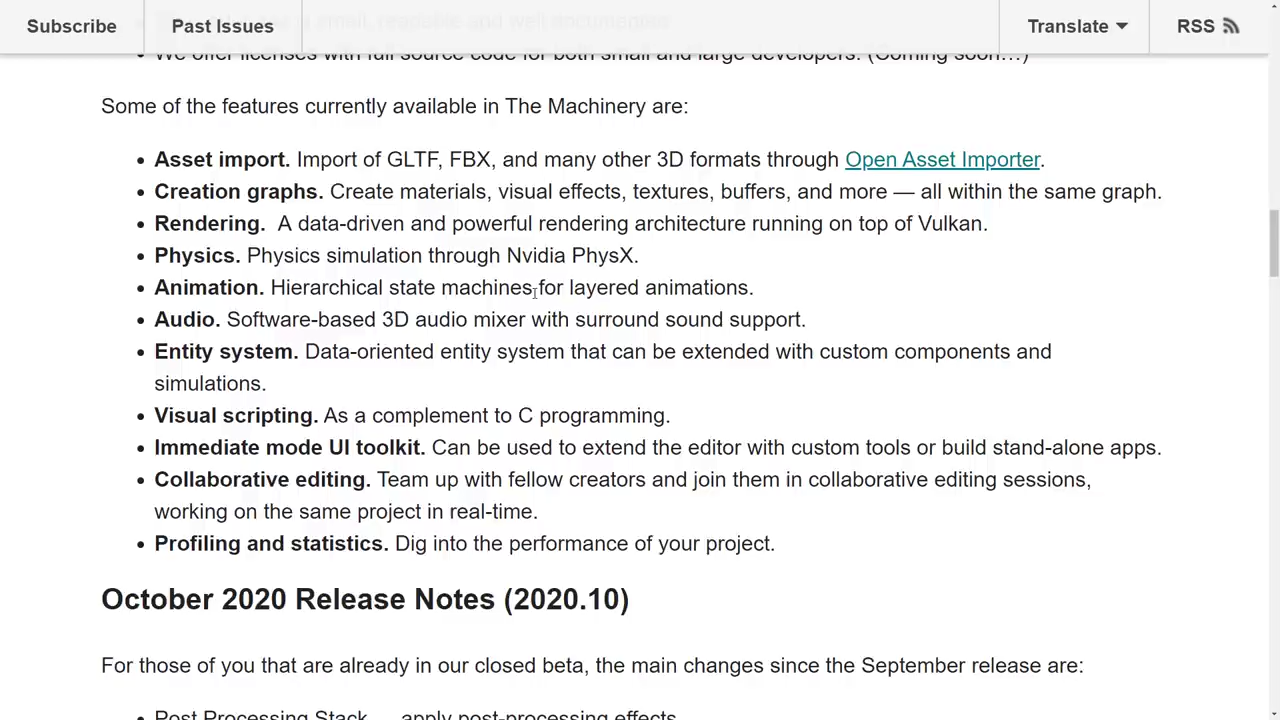 Subscribe
Past Issues
Translate
RSS
We offer licenses with full source code for both small and large developers. (Coming soon…)
Some of the features currently available in The Machinery are:
• Asset import. Import of GLTF, FBX, and many other 3D formats through Open Asset Importer.
• Creation graphs. Create materials, visual effects, textures, buffers, and more — all within the same graph.
• Rendering.  A data-driven and powerful rendering architecture running on top of Vulkan.
• Physics. Physics simulation through Nvidia PhysX.
• Animation. Hierarchical state machines for layered animations.
• Audio. Software-based 3D audio mixer with surround sound support.
• Entity system. Data-oriented entity system that can be extended with custom components and
simulations.
• Visual scripting. As a complement to C programming.
• Immediate mode UI toolkit. Can be used to extend the editor with custom tools or build stand-alone apps.
• Collaborative editing. Team up with fellow creators and join them in collaborative editing sessions,
working on the same project in real-time.
• Profiling and statistics. Dig into the performance of your project.
October 2020 Release Notes (2020.10)
For those of you that are already in our closed beta, the main changes since the September release are:
• Post Processing Stack — apply post-processing effects